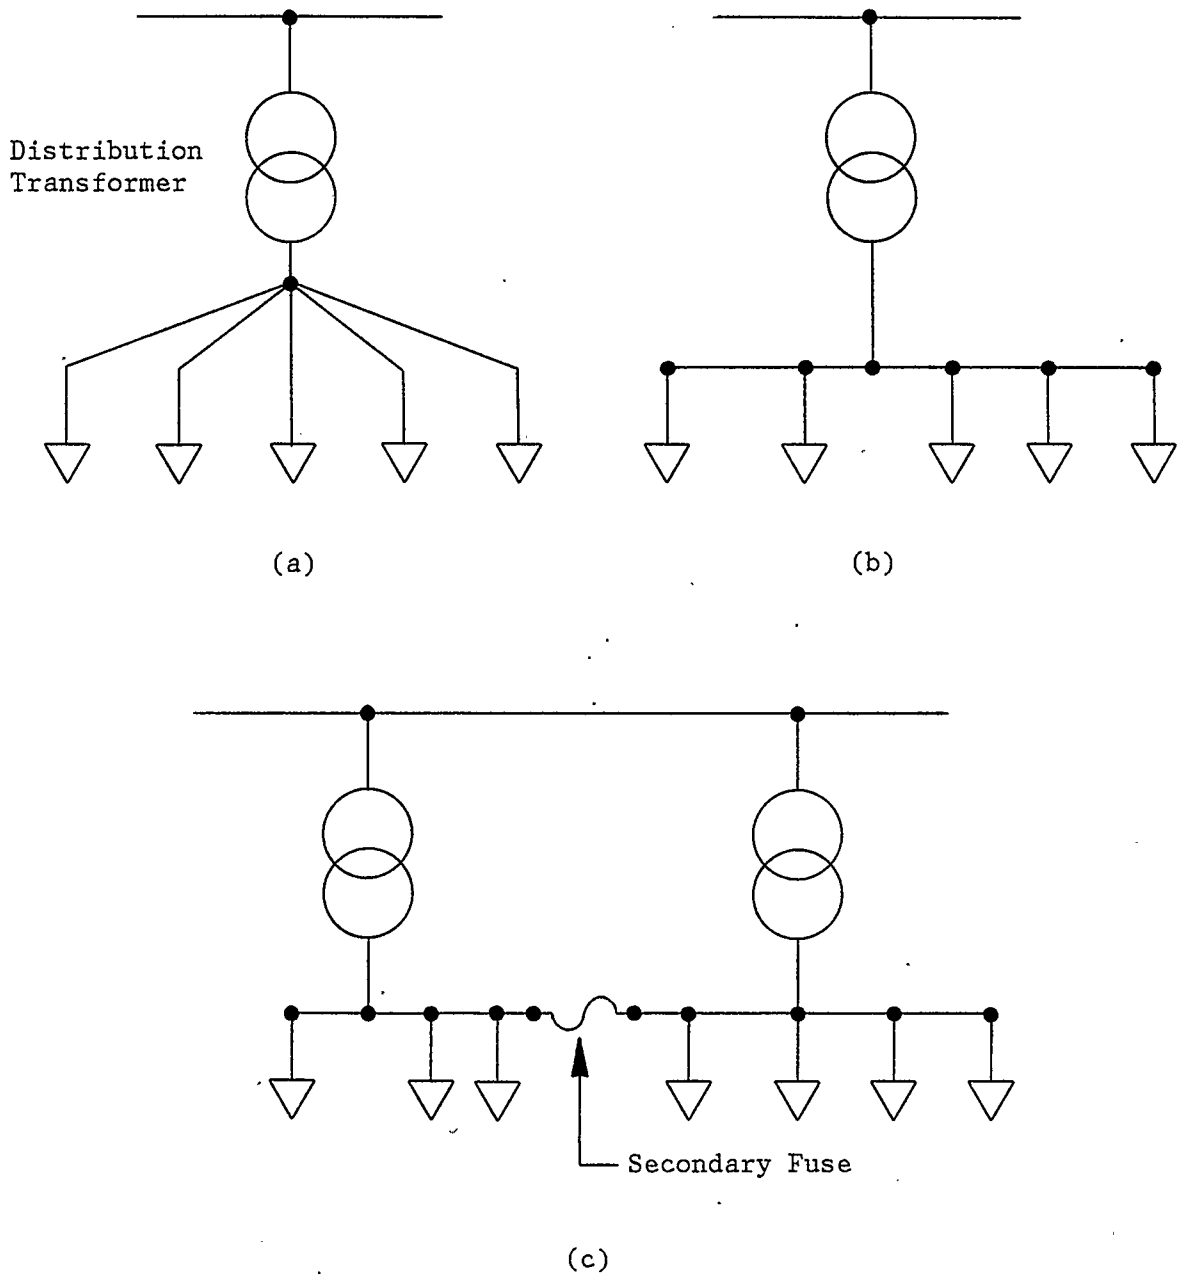 Distribution
Transformer
(a)
(b)
Secondary Fuse
(c)